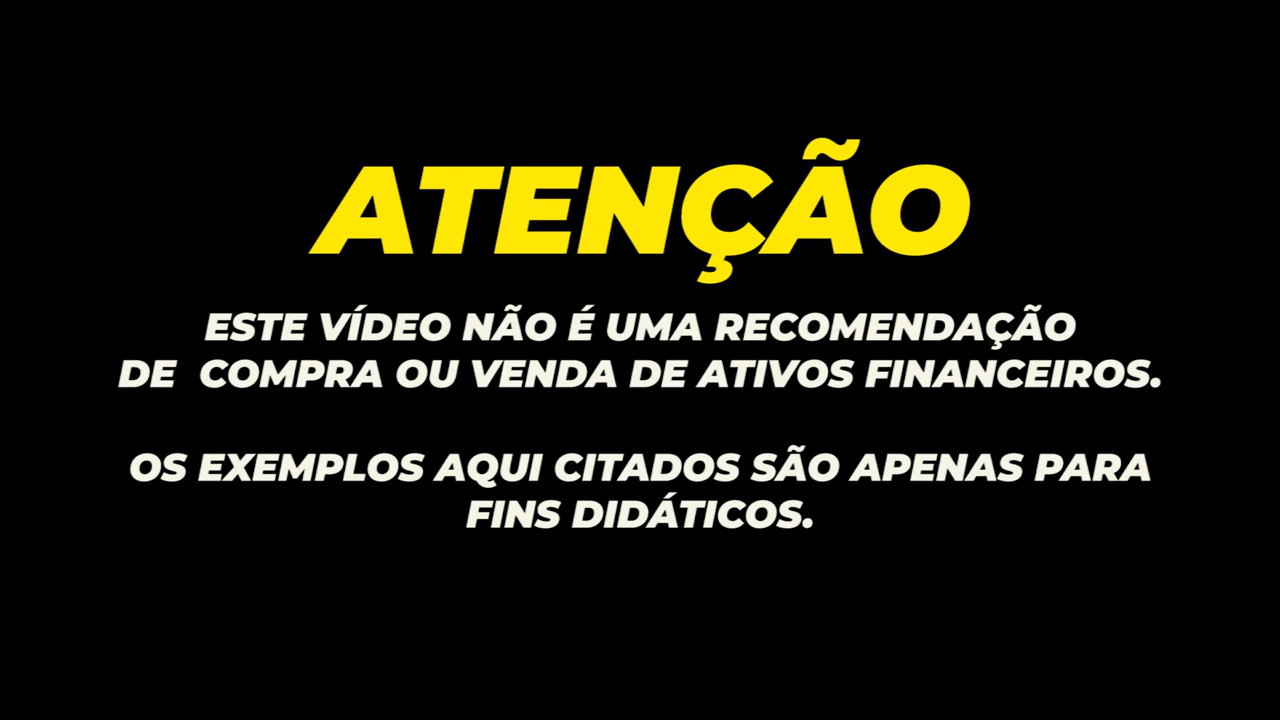 ATENÇÃO
ESTE VÍDEO NÃO É UMA RECOMENDAÇÃO
DE COMPRA OU VENDA DE ATIVOS FINANCEIROS.
OS EXEMPLOS AQUI CITADOS SÃO APENAS PARA
FINS DIDÁTICOS.